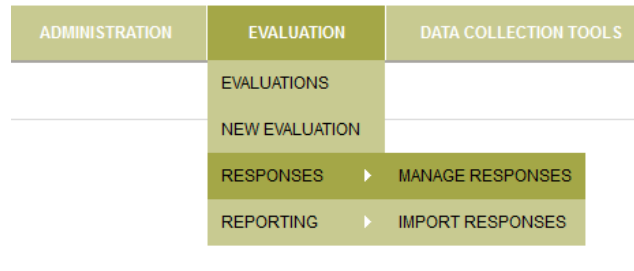 ADMINISTRATION EVALUATION DATA COLLECTION TOOLS
EVALUATIONS
NEW EVALUATION
RESPONSES MANAGE RESPONSES
REPORTING IMPORT RESPONSES